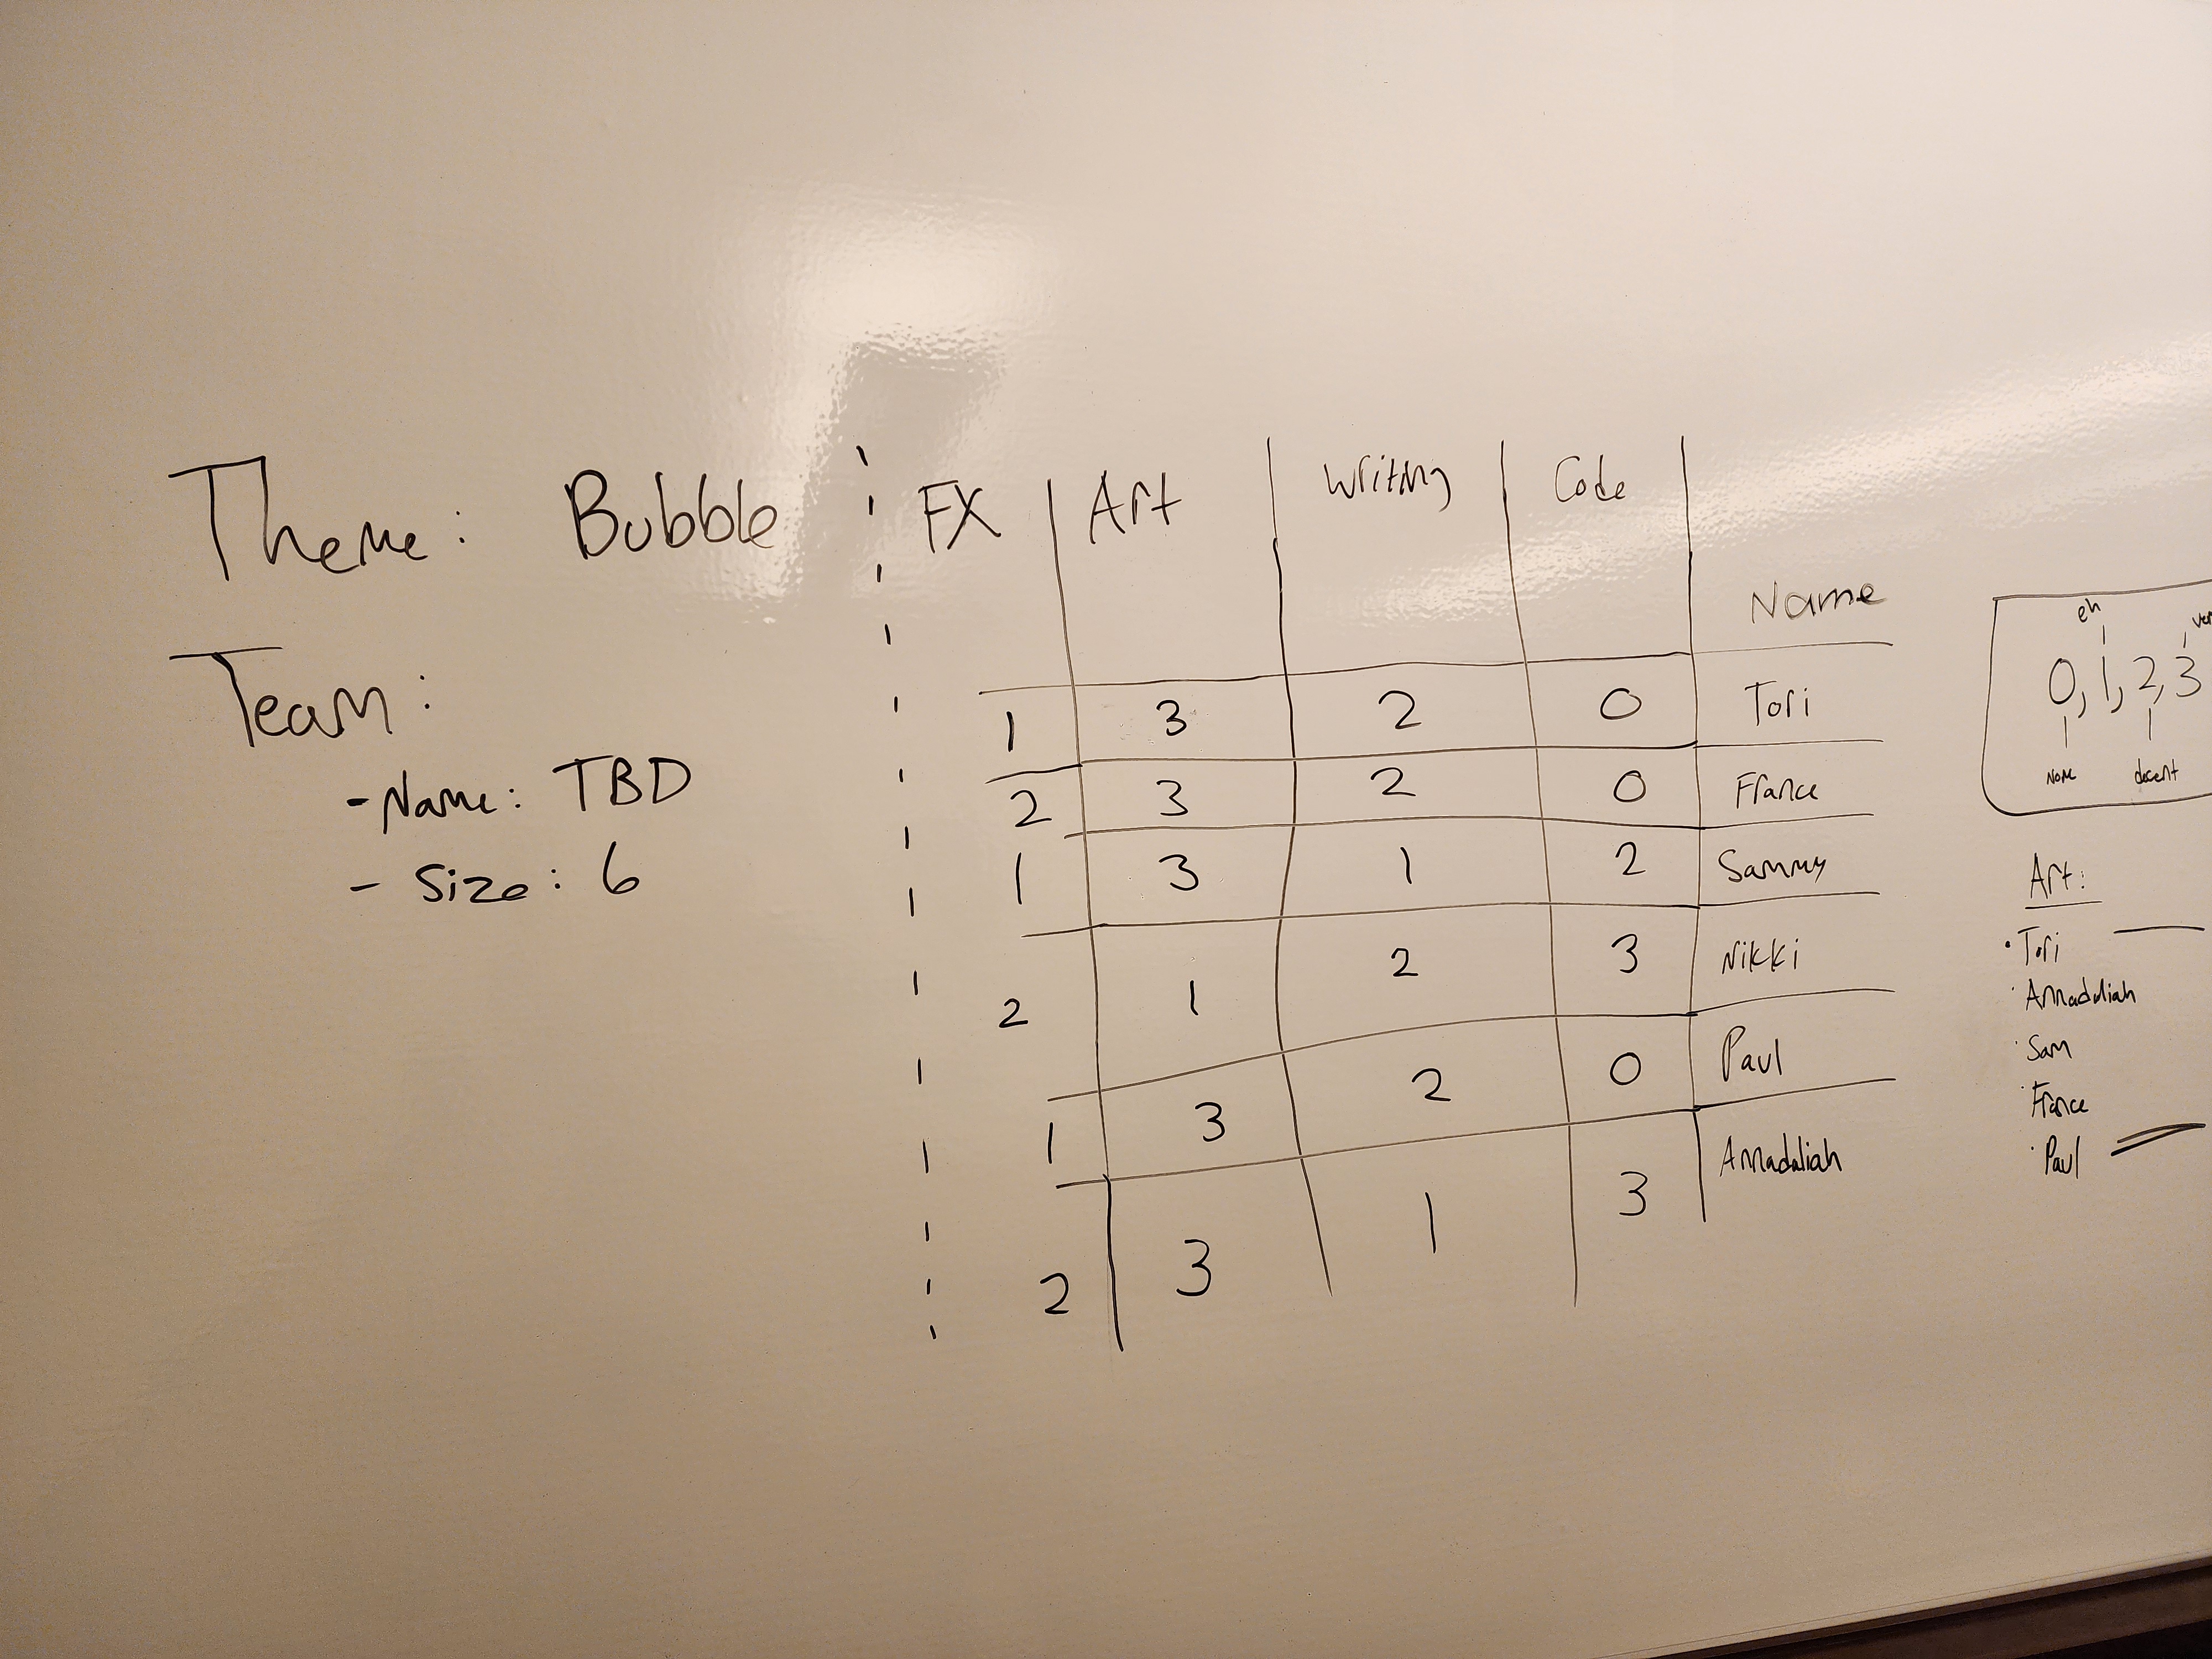 Theme: Bubble
Team:
- Name: TBD
- Size: 6
FX Art Writing Code Name
1 3 2 0 Tori
2 3 2 0 France
1 3 1 2 Sammy
2 1 2 3 Nikki
1 3 2 0 Paul
2 3 1 3 Annadaliah
eh
0, 1, 2, 3
None decent
Art:
• Tori
· Annadaliah
· Sam
· France
· Paul